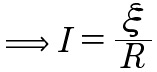 ⟹ I = ξ / R